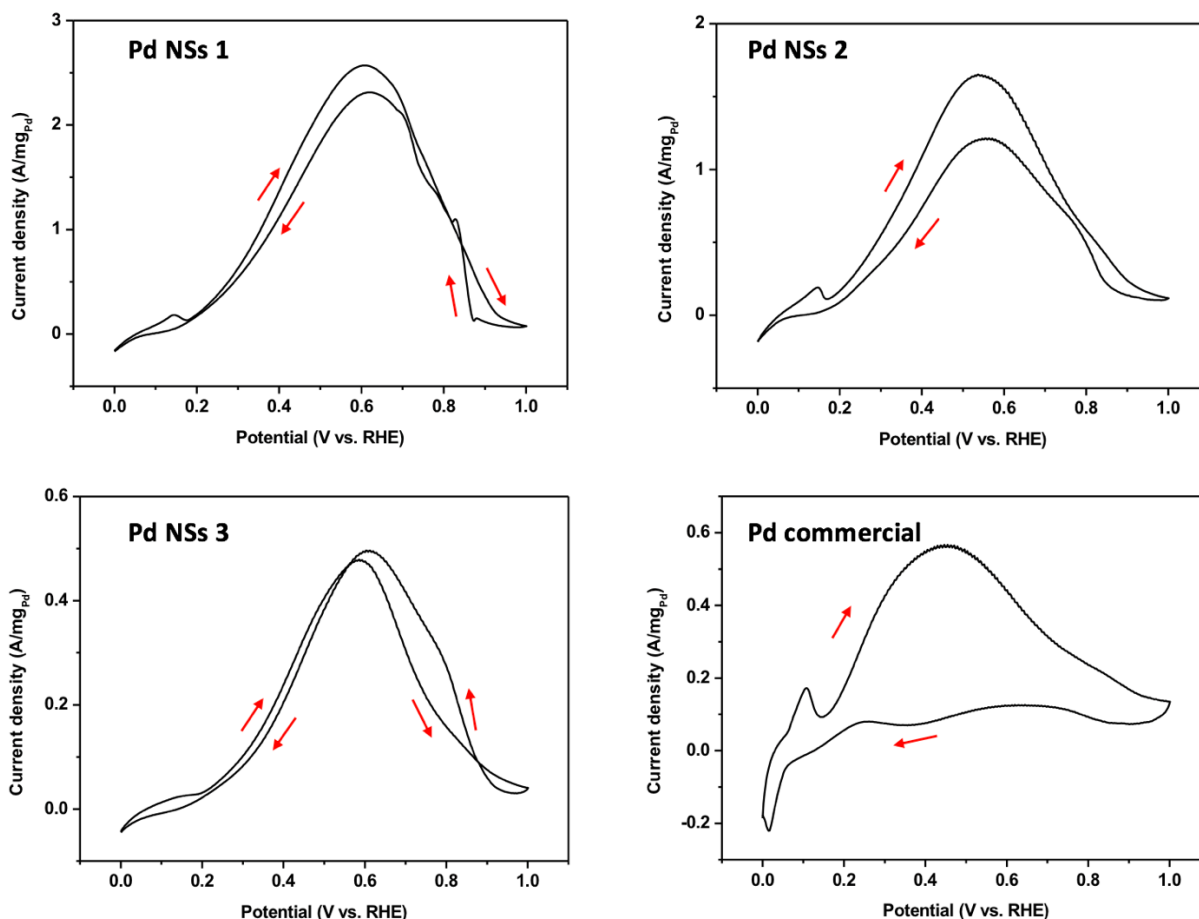 Pd NSs 1
Current density (A/mgPd)
3
2
1
0
0.0 0.2 0.4 0.6 0.8 1.0
Potential (V vs. RHE)
Pd NSs 2
Current density (A/mgPd)
2
1
0
0.0 0.2 0.4 0.6 0.8 1.0
Potential (V vs. RHE)
Pd NSs 3
Current density (A/mgPd)
0.6
0.4
0.2
0.0
0.0 0.2 0.4 0.6 0.8 1.0
Potential (V vs. RHE)
Pd commercial
Current density (A/mgPd)
0.6
0.4
0.2
0.0
-0.2
0.0 0.2 0.4 0.6 0.8 1.0
Potential (V vs. RHE)